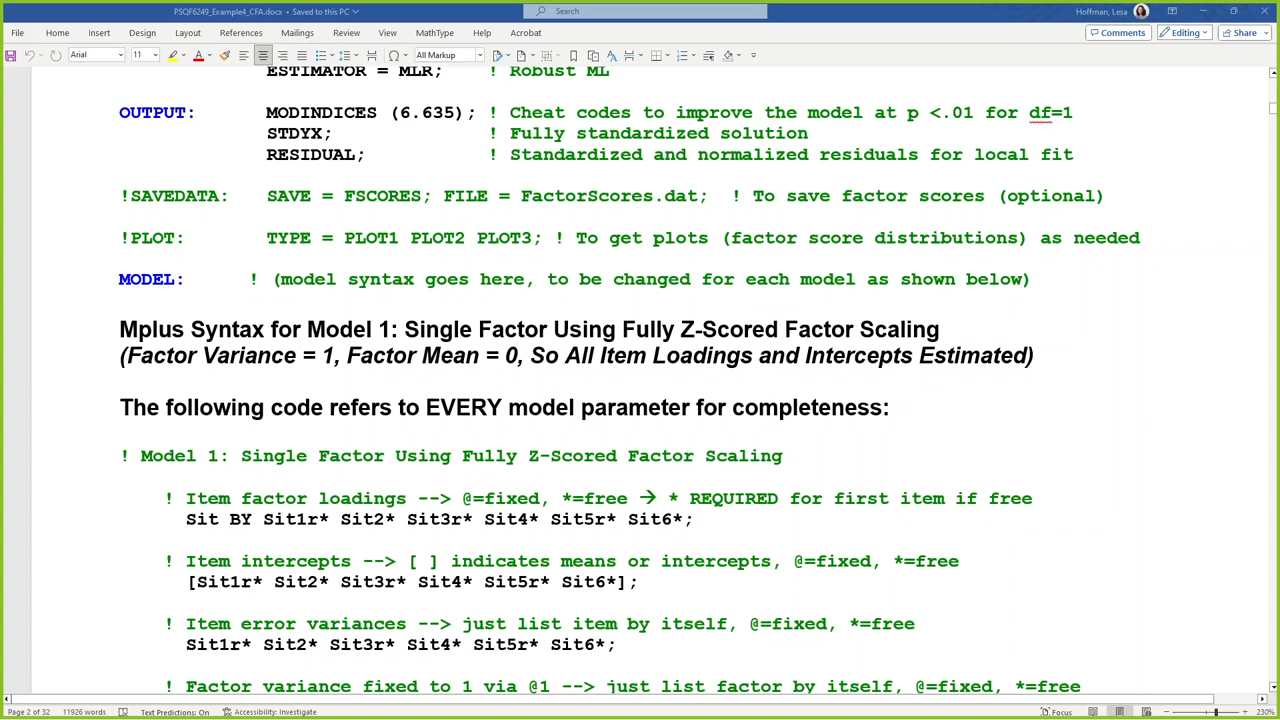 PSQF6249_Example4_CFA.docx • Saved to this PC
Search
Hoffman, Lesa
File Home Insert Design Layout References Mailings Review View MathType Help Acrobat
Comments Editing Share
Arial 11 All Markup
ESTIMATOR = MLR; ! Robust ML
OUTPUT: MODINDICES (6.635); ! Cheat codes to improve the model at p <.01 for df=1
STDYX; ! Fully standardized solution
RESIDUAL; ! Standardized and normalized residuals for local fit
!SAVEDATA: SAVE = FSCORES; FILE = FactorScores.dat; ! To save factor scores (optional)
!PLOT: TYPE = PLOT1 PLOT2 PLOT3; ! To get plots (factor score distributions) as needed
MODEL: ! (model syntax goes here, to be changed for each model as shown below)
Mplus Syntax for Model 1: Single Factor Using Fully Z-Scored Factor Scaling
(Factor Variance = 1, Factor Mean = 0, So All Item Loadings and Intercepts Estimated)
The following code refers to EVERY model parameter for completeness:
! Model 1: Single Factor Using Fully Z-Scored Factor Scaling
! Item factor loadings --> @=fixed, *=free → * REQUIRED for first item if free
Sit BY Sit1r* Sit2* Sit3r* Sit4* Sit5r* Sit6*;
! Item intercepts --> [ ] indicates means or intercepts, @=fixed, *=free
[Sit1r* Sit2* Sit3r* Sit4* Sit5r* Sit6*];
! Item error variances --> just list item by itself, @=fixed, *=free
Sit1r* Sit2* Sit3r* Sit4* Sit5r* Sit6*;
! Factor variance fixed to 1 via @1 --> just list factor by itself, @=fixed, *=free
Page 2 of 32 11926 words Text Predictions: On Accessibility: Investigate Focus 230%